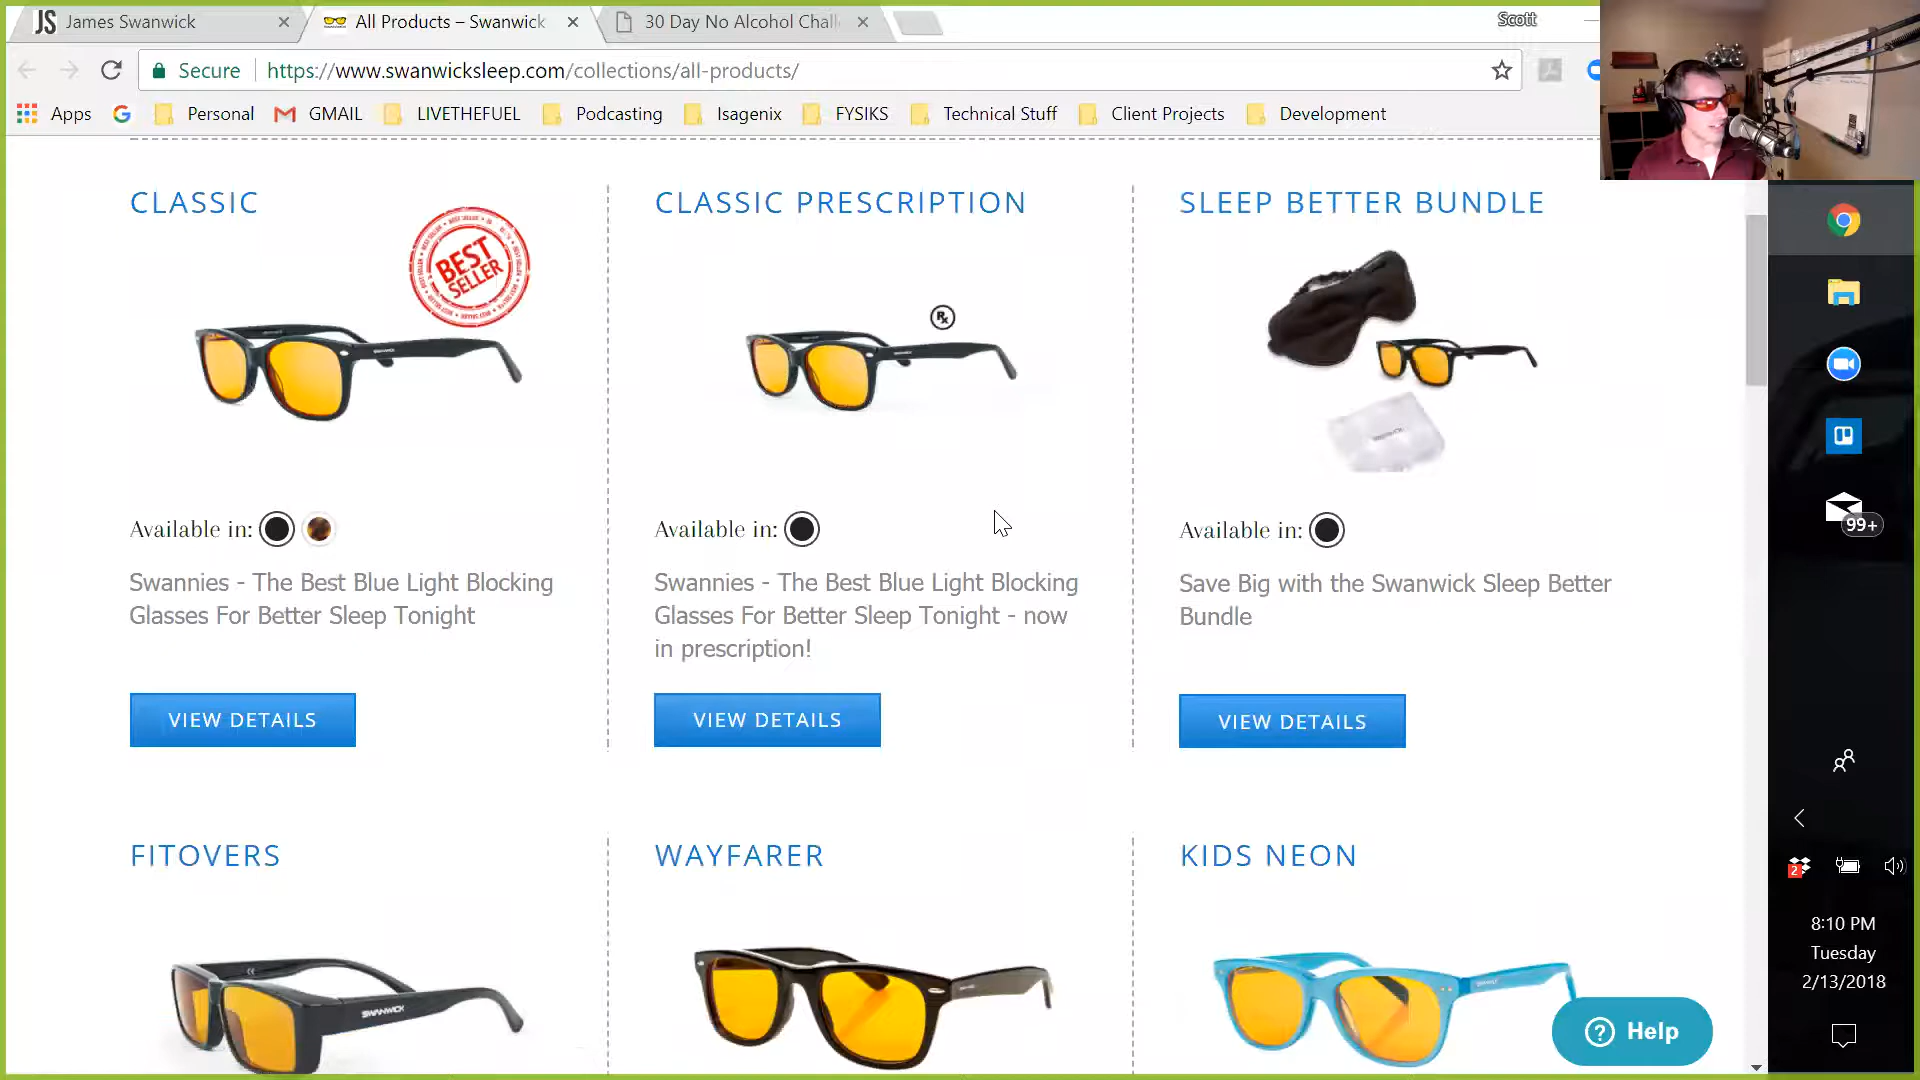 James Swanwick
All Products – Swanwick
30 Day No Alcohol Chall
Scott
Secure
https://www.swanwicksleep.com/collections/all-products/
Apps
Personal
GMAIL
LIVETHEFUEL
Podcasting
Isagenix
FYSIKS
Technical Stuff
Client Projects
Development
CLASSIC
CLASSIC PRESCRIPTION
SLEEP BETTER BUNDLE
BEST
SELLER
Rx
Available in:
Available in:
Available in:
Swannies - The Best Blue Light Blocking
Glasses For Better Sleep Tonight
Swannies - The Best Blue Light Blocking
Glasses For Better Sleep Tonight - now
in prescription!
Save Big with the Swanwick Sleep Better
Bundle
VIEW DETAILS
VIEW DETAILS
VIEW DETAILS
FITOVERS
WAYFARER
KIDS NEON
SWANWICK
Help
99+
2
8:10 PM
Tuesday
2/13/2018